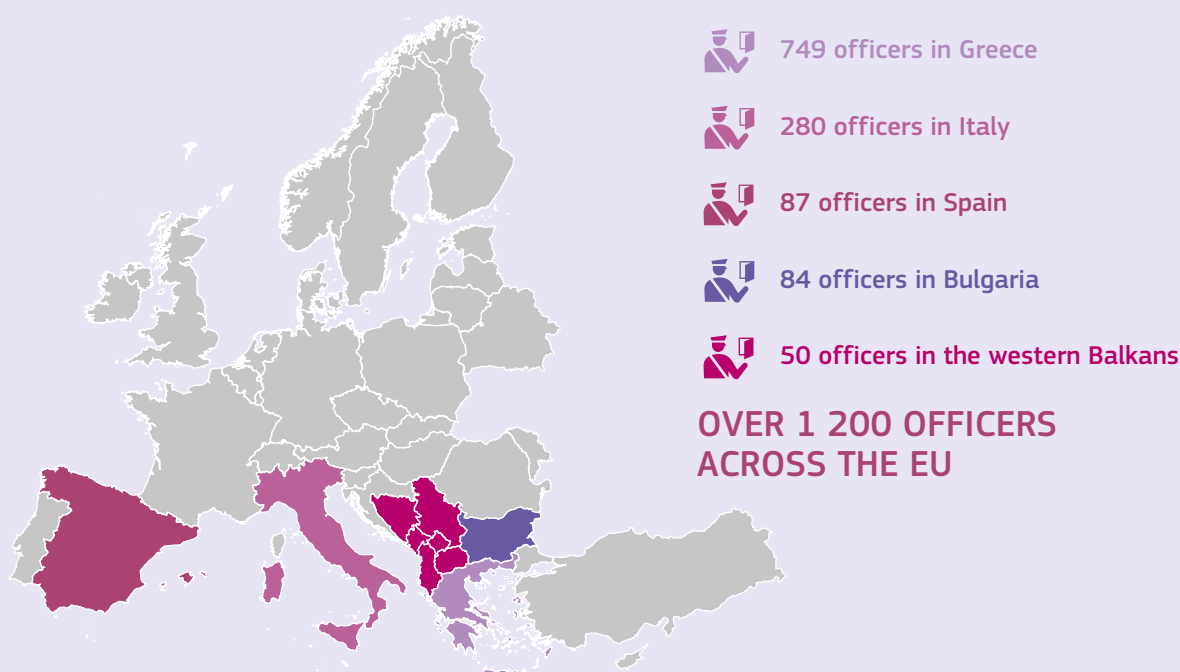 749 officers in Greece
280 officers in Italy
87 officers in Spain
84 officers in Bulgaria
50 officers in the western Balkans
OVER 1 200 OFFICERS
ACROSS THE EU